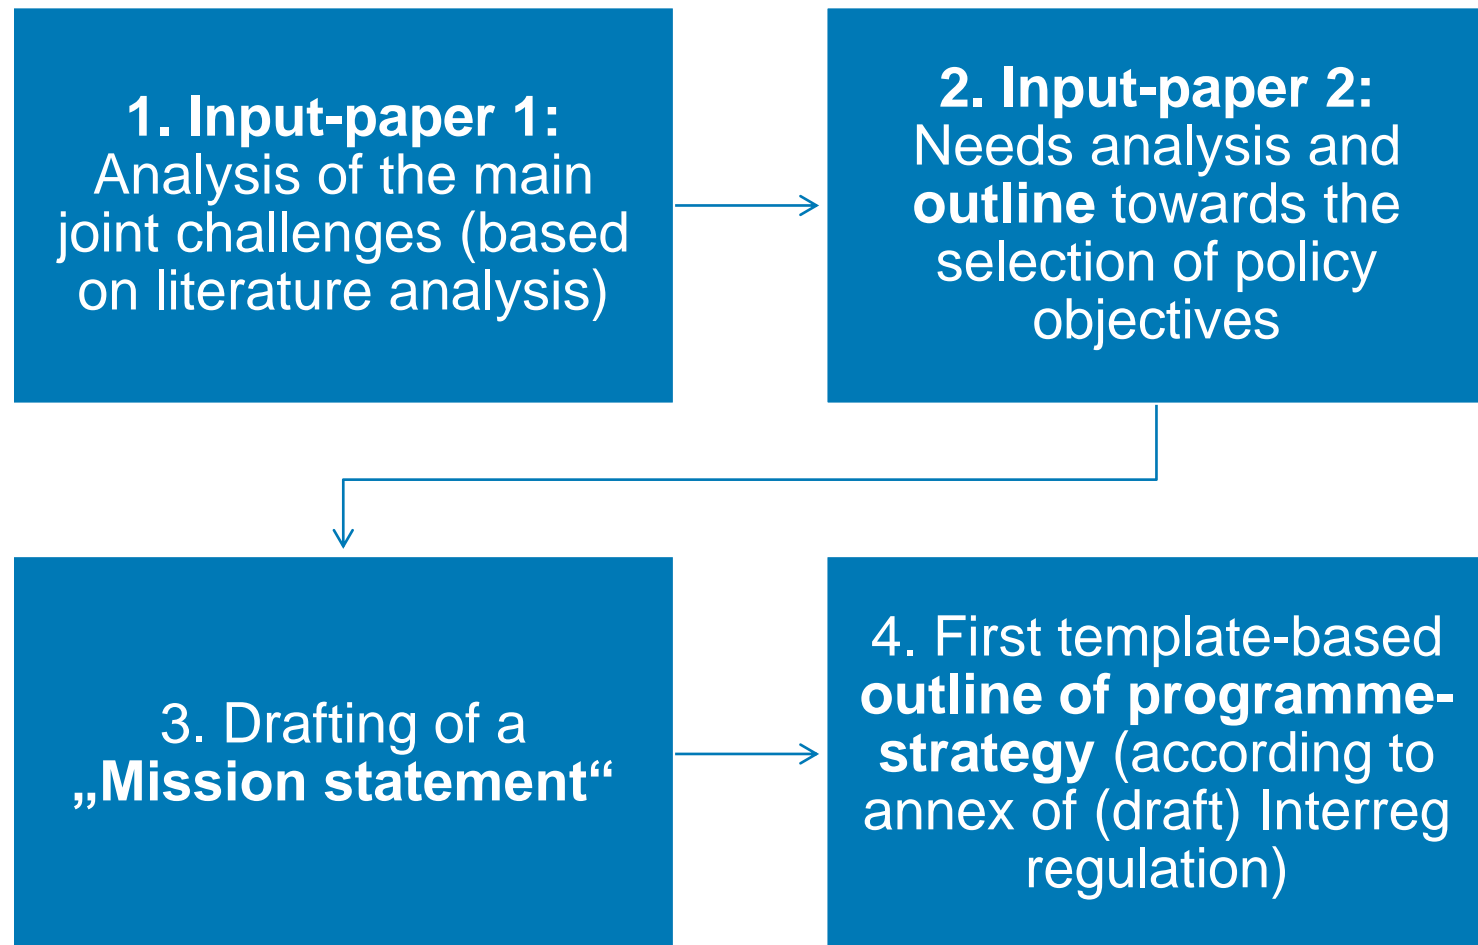 1. Input-paper 1:
Analysis of the main
joint challenges (based
on literature analysis)
2. Input-paper 2:
Needs analysis and
outline towards the
selection of policy
objectives
3. Drafting of a
„Mission statement“
4. First template-based
outline of programme-
strategy (according to
annex of (draft) Interreg
regulation)